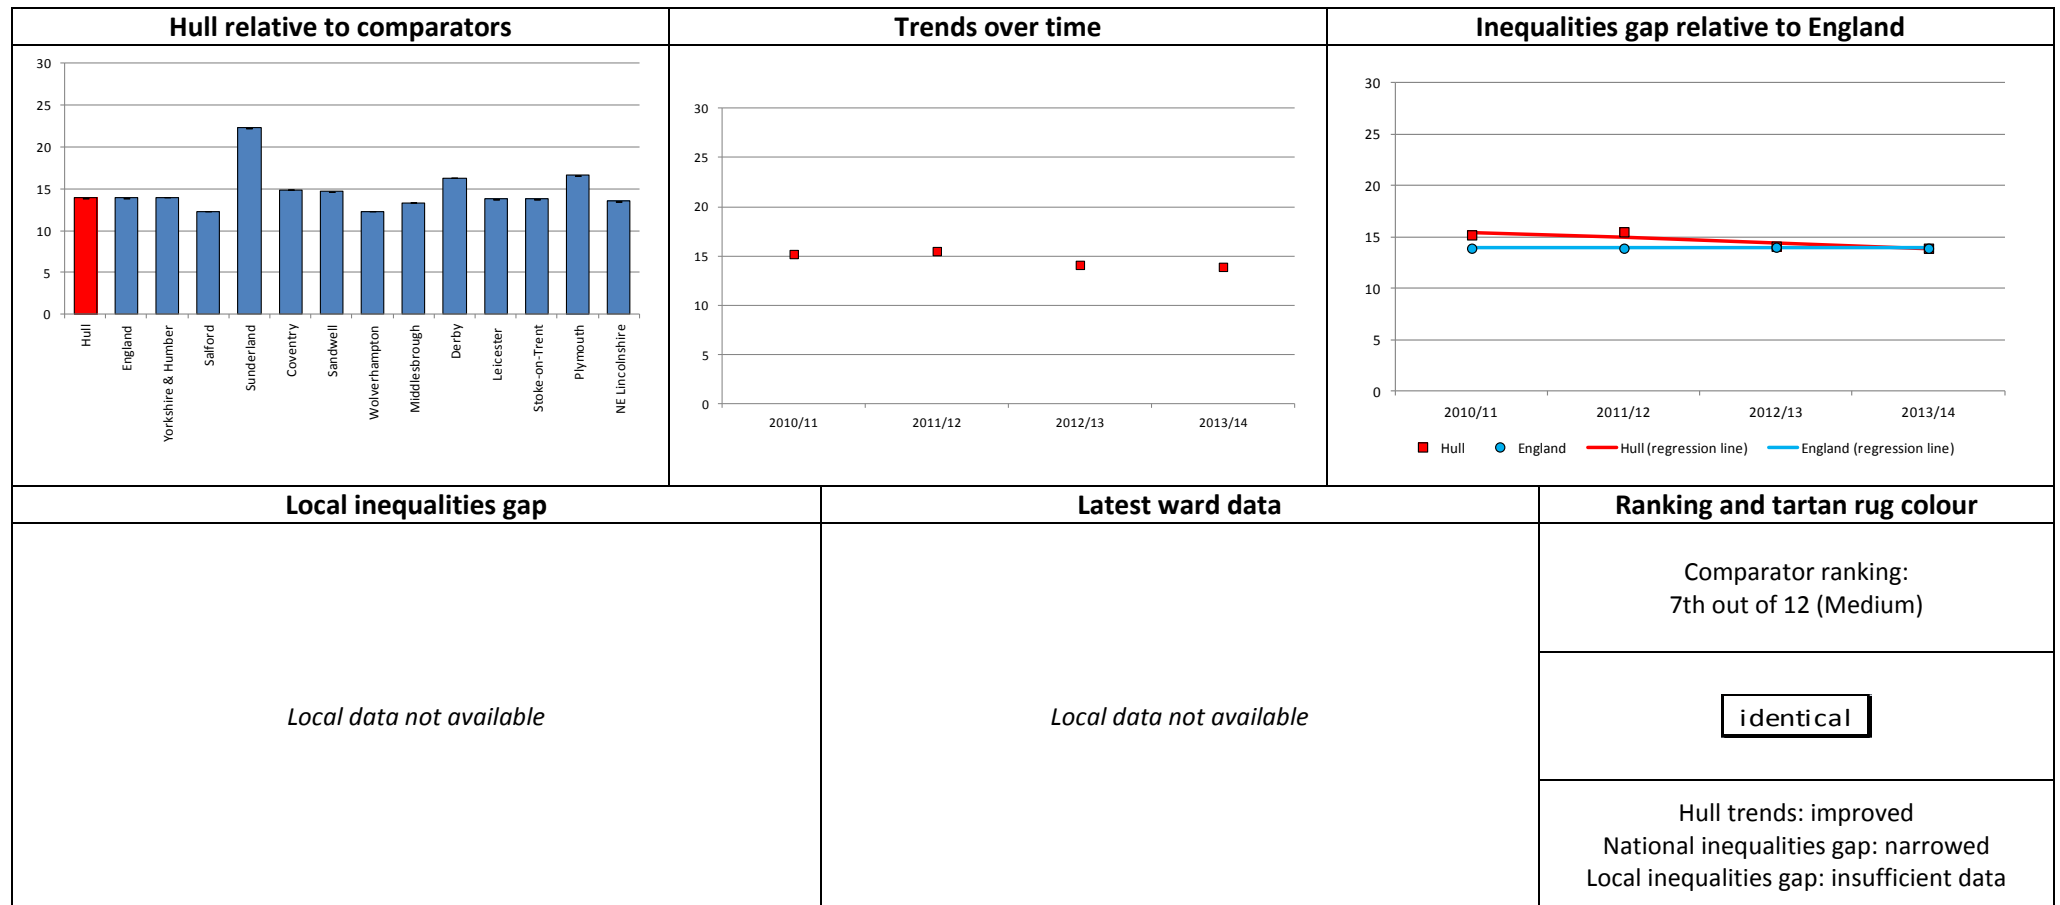 Hull relative to comparators
Trends over time
Inequalities gap relative to England
30
25
20
15
10
5
0
Hull
England
Yorkshire & Humber
Salford
Sunderland
Coventry
Sandwell
Wolverhampton
Middlesbrough
Derby
Leicester
Stoke-on-Trent
Plymouth
NE Lincolnshire
30
25
20
15
10
5
0
2010/11
2011/12
2012/13
2013/14
30
25
20
15
10
5
0
2010/11
2011/12
2012/13
2013/14
Hull
England
Hull (regression line)
England (regression line)
Local inequalities gap
Latest ward data
Ranking and tartan rug colour
Local data not available
Local data not available
Comparator ranking:
7th out of 12 (Medium)
identical
Hull trends: improved
National inequalities gap: narrowed
Local inequalities gap: insufficient data